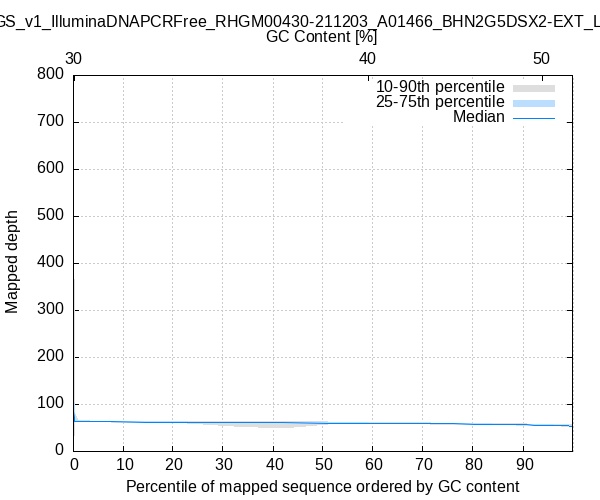 GS_v1_IlluminaDNAPCRFree_RHGM00430-211203_A01466_BHN2G5DSX2-EXT_L
GC Content [%]
30 40 50
10-90th percentile
25-75th percentile
Median
Mapped depth
800
700
600
500
400
300
200
100
0
0 10 20 30 40 50 60 70 80 90
Percentile of mapped sequence ordered by GC content